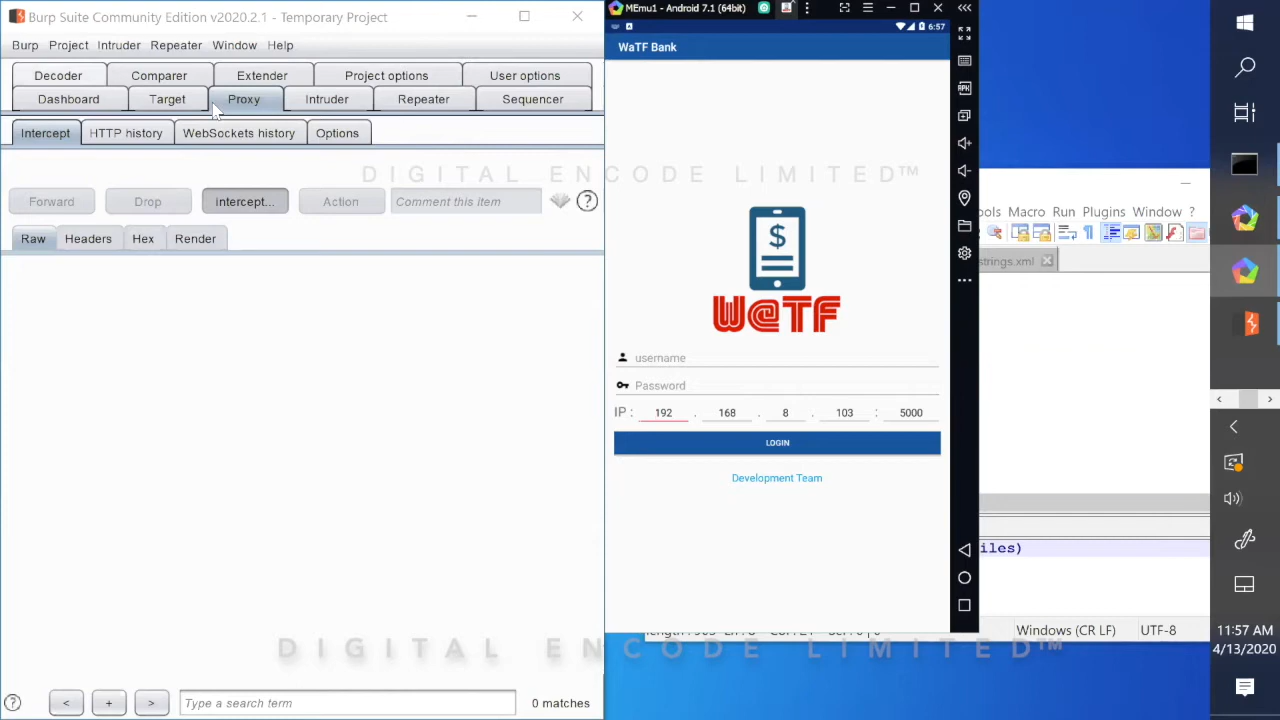 Burp Suite Community Edition v2020.2.1 - Temporary Project
Burp Project Intruder Repeater Window Help
Decoder Comparer Extender Project options User options
Dashboard Target Proxy Intruder Repeater Sequencer
Intercept HTTP history WebSockets history Options
Forward Drop Intercept... Action Comment this item ?
Raw Headers Hex Render
? < + > Type a search term 0 matches
MEmu1 - Android 7.1 (64bit)
6:57
WaTF Bank
DIGITAL ENCODE LIMITED™
$
W@TF
username
Password
IP : 192 . 168 . 8 . 103 : 5000
LOGIN
Development Team
APK
ools Macro Run Plugins Window ?
strings.xml
iles)
Windows (CR LF) UTF-8
DIGITAL ENCODE LIMITED™
11:57 AM
4/13/2020